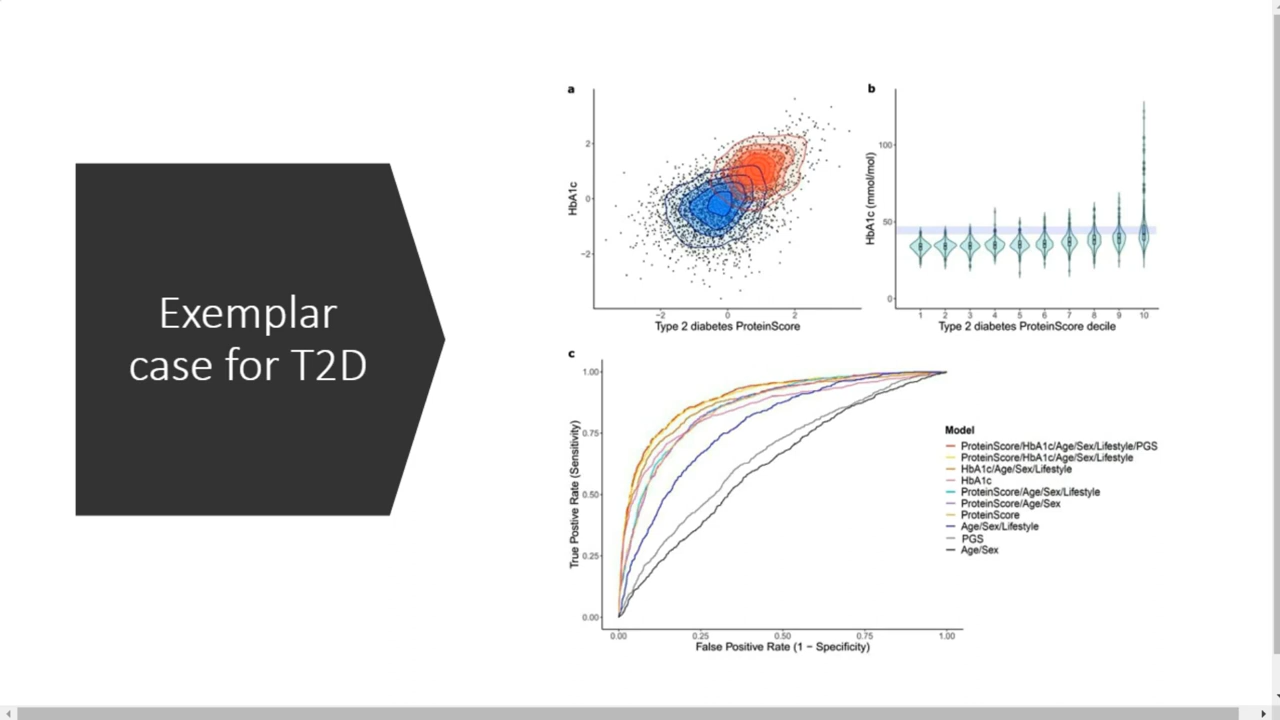 Exemplar
case for T2D
a
HbA1c
2
0
−2
−2
0
2
Type 2 diabetes ProteinScore
b
HbA1c (mmol/mol)
100
50
0
1 2 3 4 5 6 7 8 9 10
Type 2 diabetes ProteinScore decile
c
True Postive Rate (Sensitivity)
1.00
0.75
0.50
0.25
0.00
0.00 0.25 0.50 0.75 1.00
False Positive Rate (1 − Specificity)
Model
ProteinScore/HbA1c/Age/Sex/Lifestyle/PGS
ProteinScore/HbA1c/Age/Sex/Lifestyle
HbA1c/Age/Sex/Lifestyle
HbA1c
ProteinScore/Age/Sex/Lifestyle
ProteinScore/Age/Sex
ProteinScore
Age/Sex/Lifestyle
PGS
Age/Sex